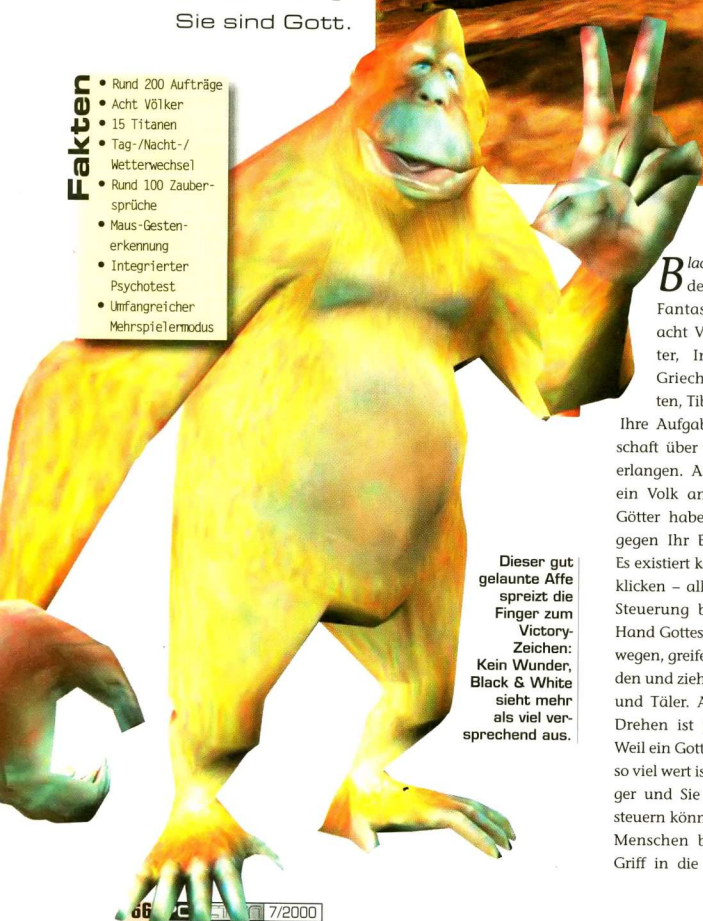 Sie sind Gott.
Fakten
• Rund 200 Aufträge
• Acht Völker
• 15 Titanen
• Tag-/Nacht-/
Wetterwechsel
• Rund 100 Zauber-
sprüche
• Maus-Gesten-
erkennung
• Integrierter
Psychotest
• Umfangreicher
Mehrspielermodus
Dieser gut
gelaunte Affe
spreizt die
Finger zum
Victory-
Zeichen:
Kein Wunder,
Black & White
sieht mehr
als viel ver-
sprechend aus.
Blac
de
Fantas
acht V
ter, In
Griech
ten, Tib
Ihre Aufgab
schaft über
erlangen. A
ein Volk an
Götter habe
gegen Ihr B
Es existiert k
klicken – all
Steuerung b
Hand Gottes
wegen, greife
den und zieh
und Täler. A
Drehen ist
Weil ein Gott
so viel wert is
ger und Sie
steuern könn
Menschen b
Griff in die
66 PC 7/2000